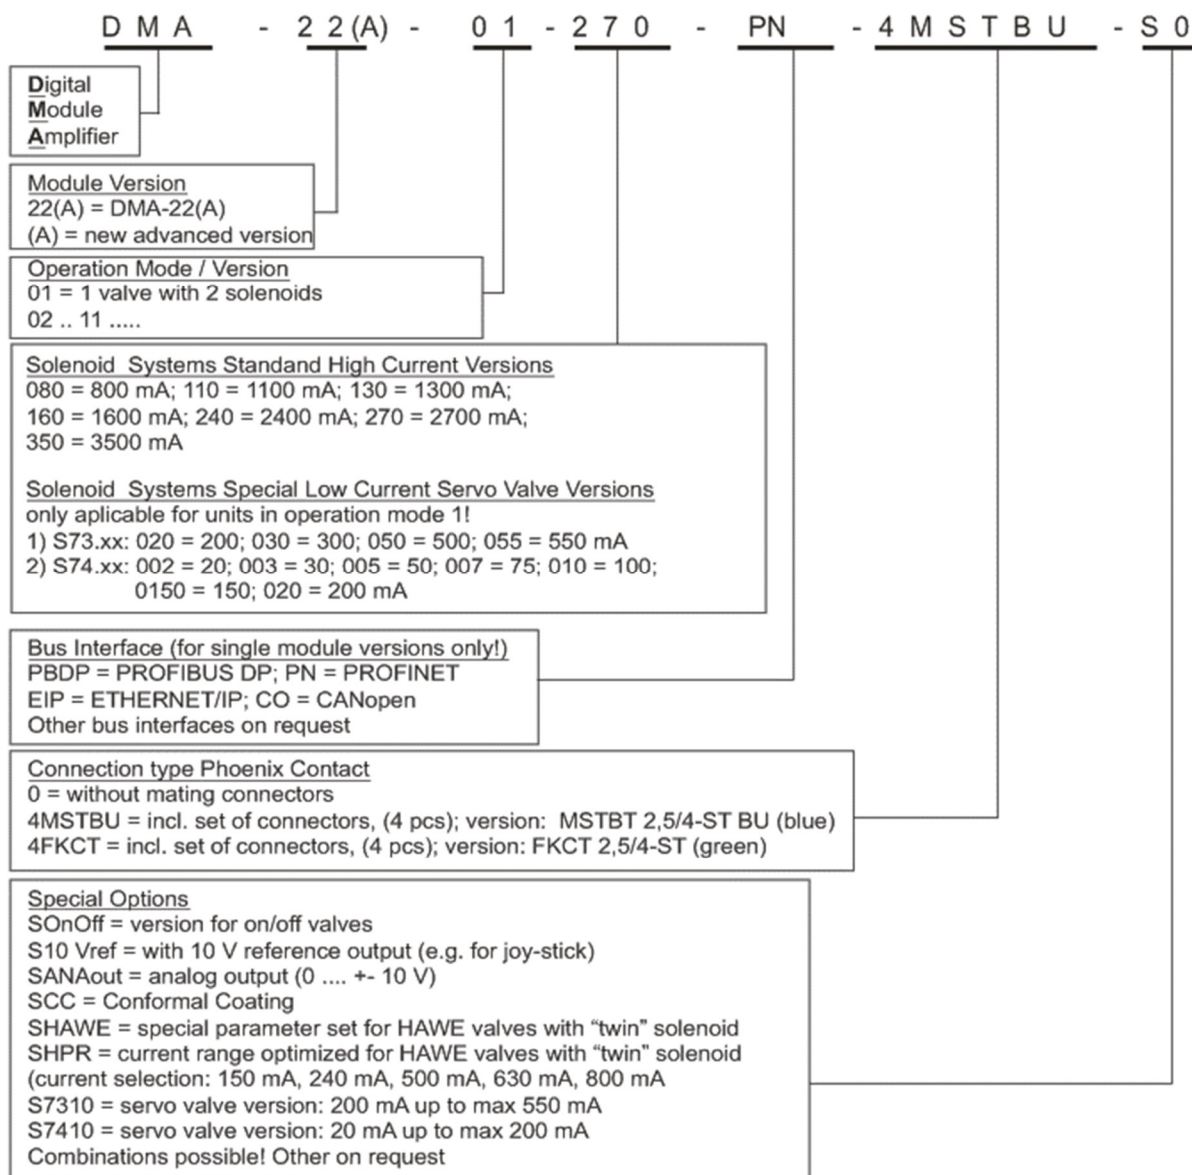 DMA - 22(A) - 01 - 270 - PN - 4MSTBU - S0
Digital
Module
Amplifier
Module Version
22(A) = DMA-22(A)
(A) = new advanced version
Operation Mode / Version
01 = 1 valve with 2 solenoids
02 .. 11 .....
Solenoid Systems Standard High Current Versions
080 = 800 mA; 110 = 1100 mA; 130 = 1300 mA;
160 = 1600 mA; 240 = 2400 mA; 270 = 2700 mA;
350 = 3500 mA
Solenoid Systems Special Low Current Servo Valve Versions
only aplicable for units in operation mode 1!
1) S73.xx: 020 = 200; 030 = 300; 050 = 500; 055 = 550 mA
2) S74.xx: 002 = 20; 003 = 30; 005 = 50; 007 = 75; 010 = 100;
0150 = 150; 020 = 200 mA
Bus Interface (for single module versions only!)
PBDP = PROFIBUS DP; PN = PROFINET
EIP = ETHERNET/IP; CO = CANopen
Other bus interfaces on request
Connection type Phoenix Contact
0 = without mating connectors
4MSTBU = incl. set of connectors, (4 pcs); version: MSTBT 2,5/4-ST BU (blue)
4FKCT = incl. set of connectors, (4 pcs); version: FKCT 2,5/4-ST (green)
Special Options
SOnOff = version for on/off valves
S10 Vref = with 10 V reference output (e.g. for joy-stick)
SANAout = analog output (0 .... +- 10 V)
SCC = Conformal Coating
SHAWE = special parameter set for HAWE valves with “twin” solenoid
SHPR = current range optimized for HAWE valves with “twin” solenoid
(current selection: 150 mA, 240 mA, 500 mA, 630 mA, 800 mA
S7310 = servo valve version: 200 mA up to max 550 mA
S7410 = servo valve version: 20 mA up to max 200 mA
Combinations possible! Other on request